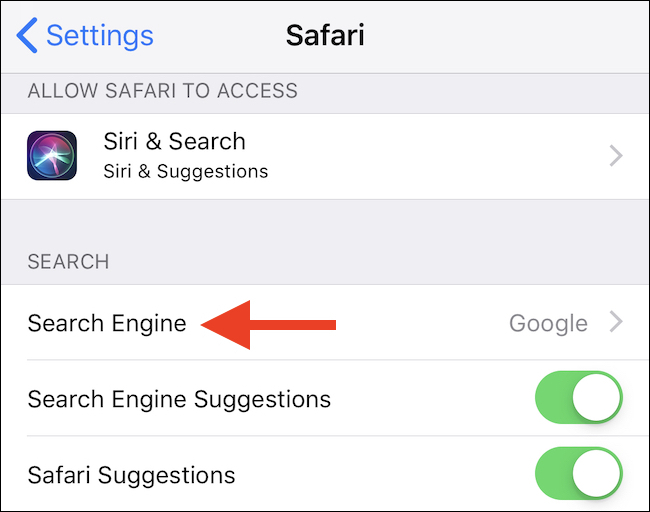 Settings
Safari
ALLOW SAFARI TO ACCESS
Siri & Search
Siri & Suggestions
SEARCH
Search Engine Google
Search Engine Suggestions
Safari Suggestions